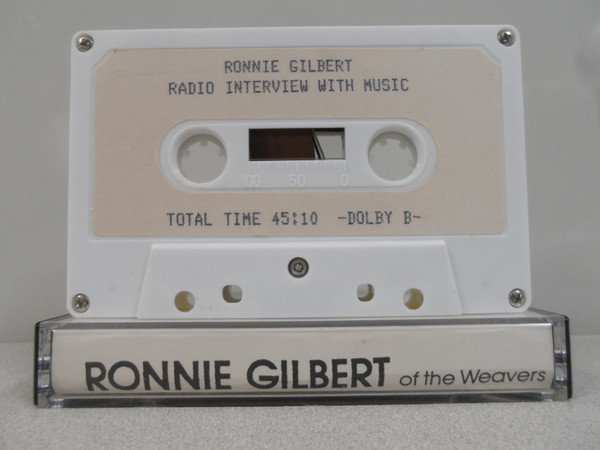 RONNIE GILBERT
RADIO INTERVIEW WITH MUSIC
100 50 0
TOTAL TIME 45:10 -DOLBY B-
RONNIE GILBERT of the Weavers